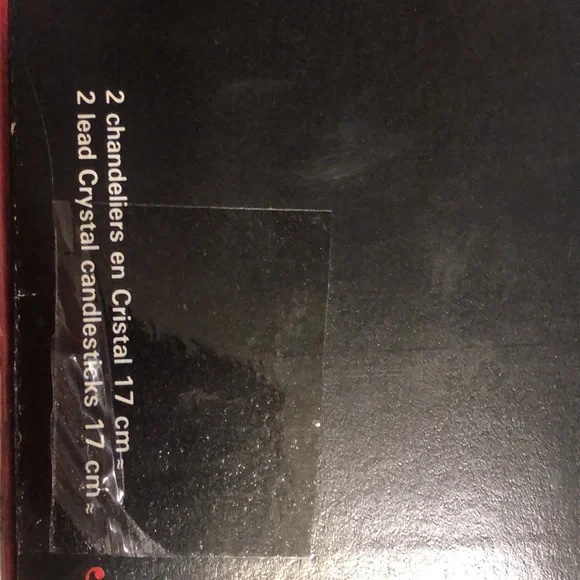 2 chandeliers en Cristal 17 cm ≈
2 lead Crystal candlesticks 17 cm ≈